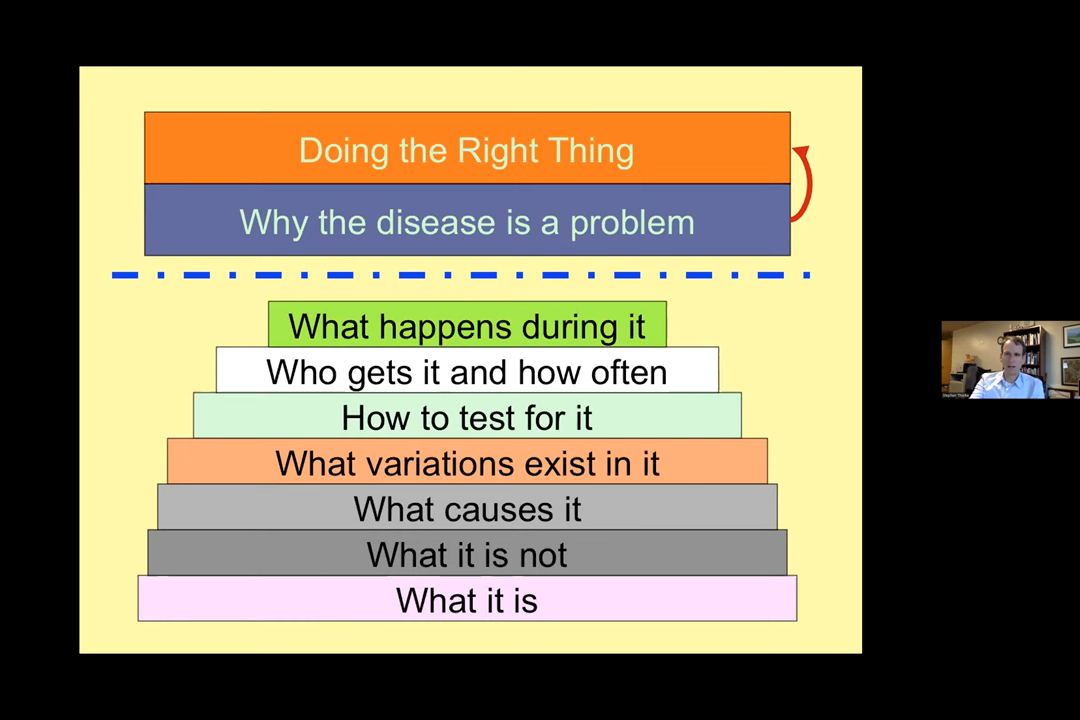 Doing the Right Thing
Why the disease is a problem
What happens during it
Who gets it and how often
How to test for it
What variations exist in it
What causes it
What it is not
What it is
Stephen Thielke